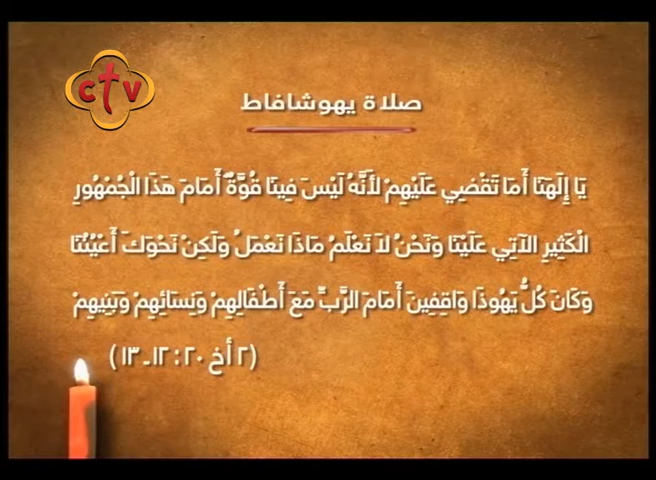 ctv
صلاة يهوشافاط
يَا إِلَهَنَا أَمَا تَقْضِي عَلَيْهِمْ لأَنَّهُ لَيْسَ فِينَا قُوَّةٌ أَمَامَ هَذَا الْجُمْهُورِ
الْكَثِيرِ الآتِي عَلَيْنَا وَنَحْنُ لاَ نَعْلَمُ مَاذَا نَعْمَلُ وَلَكِنْ نَحْوَكَ أَعْيُنُنَا
وَكَانَ كُلُّ يَهُوذَا وَاقِفِينَ أَمَامَ الرَّبِّ مَعَ أَطْفَالِهِمْ وَنِسَائِهِمْ وَبَنِيهِمْ
(٢ أخ ٢٠ : ١٢ـ ١٣ )